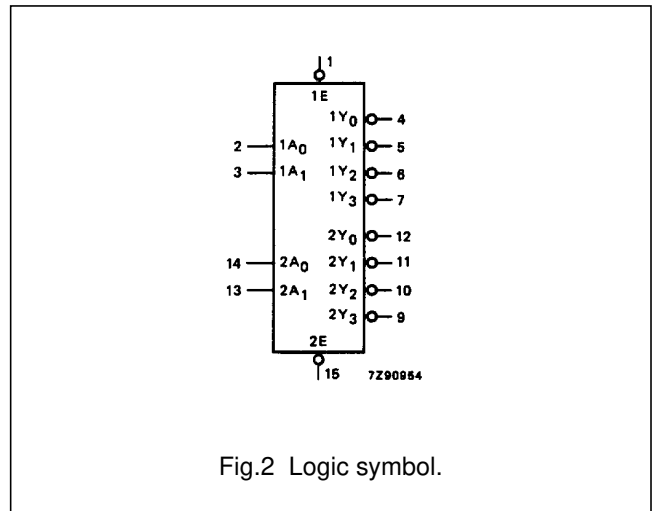 1
1E
1Y0 4
2 1A0 1Y1 5
3 1A1 1Y2 6
1Y3 7
2Y0 12
14 2A0 2Y1 11
13 2A1 2Y2 10
2Y3 9
2E
15 7Z90954
Fig.2 Logic symbol.